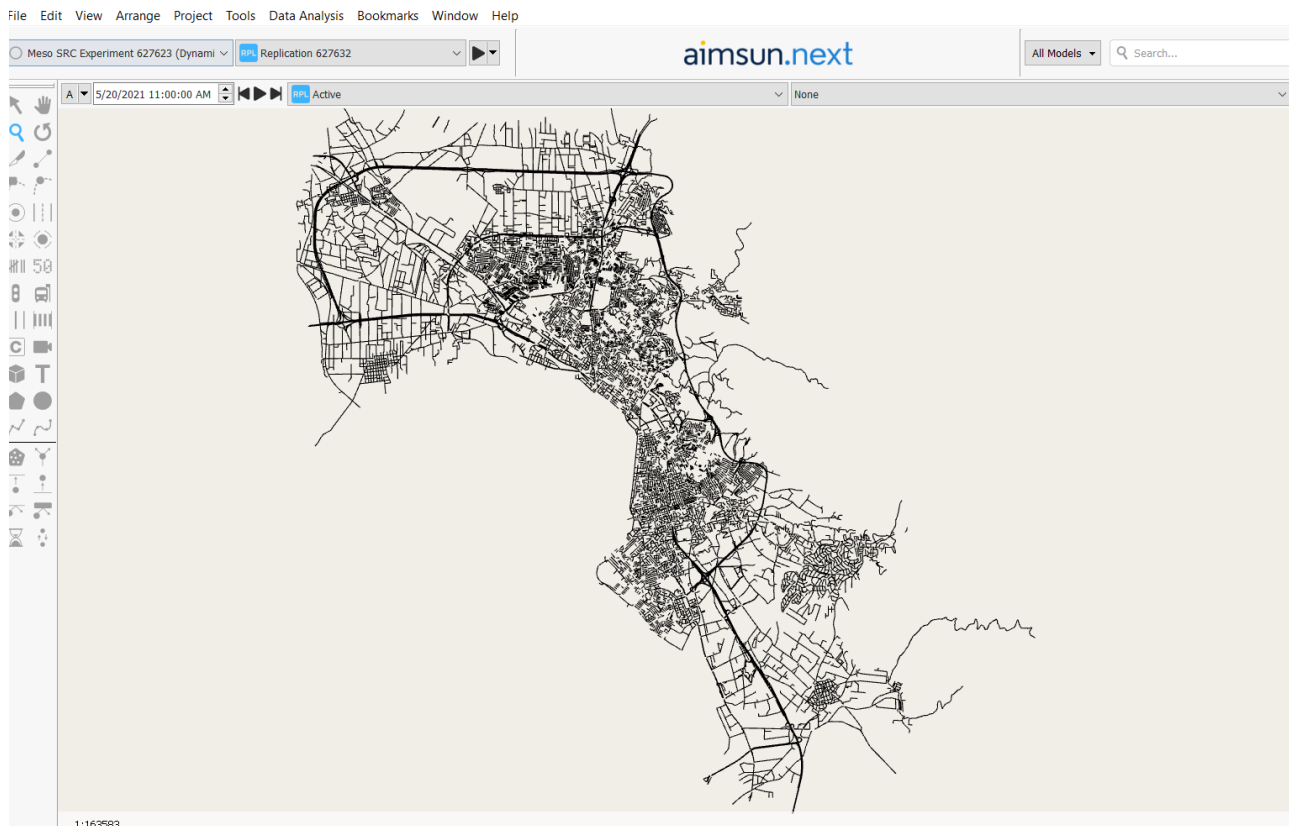 File Edit View Arrange Project Tools Data Analysis Bookmarks Window Help
Meso SRC Experiment 627623 (Dynami RPL Replication 627632 aimsun.next All Models Search...
A 5/20/2021 11:00:00 AM RPL Active None
50
C T
1:163583